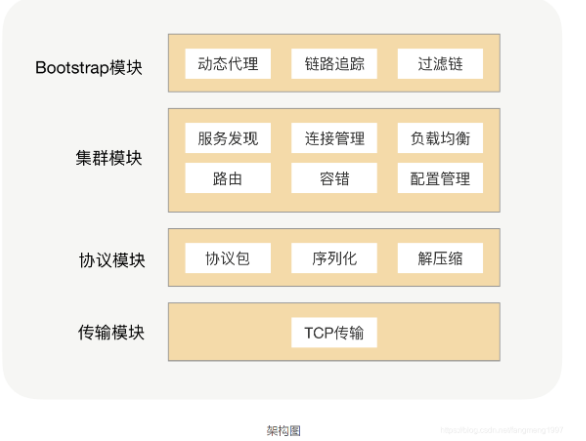 Bootstrap模块
动态代理 链路追踪 过滤链
集群模块
服务发现 连接管理 负载均衡
路由 容错 配置管理
协议模块
协议包 序列化 解压缩
传输模块
TCP传输
架构图